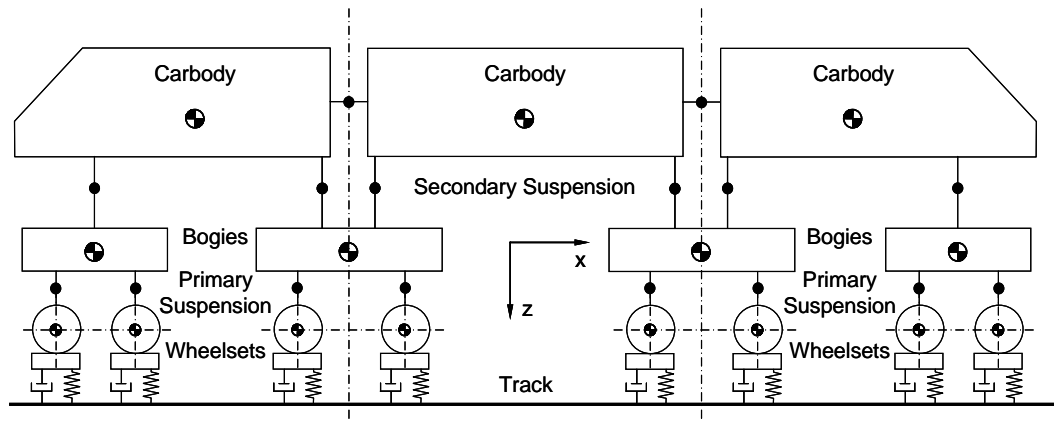 Carbody
Carbody
Carbody
Secondary Suspension
Bogies
Bogies
x
Primary
Suspension
Primary
Suspension
z
Wheelsets
Wheelsets
Track